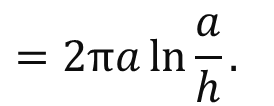 = 2πa ln a/h.